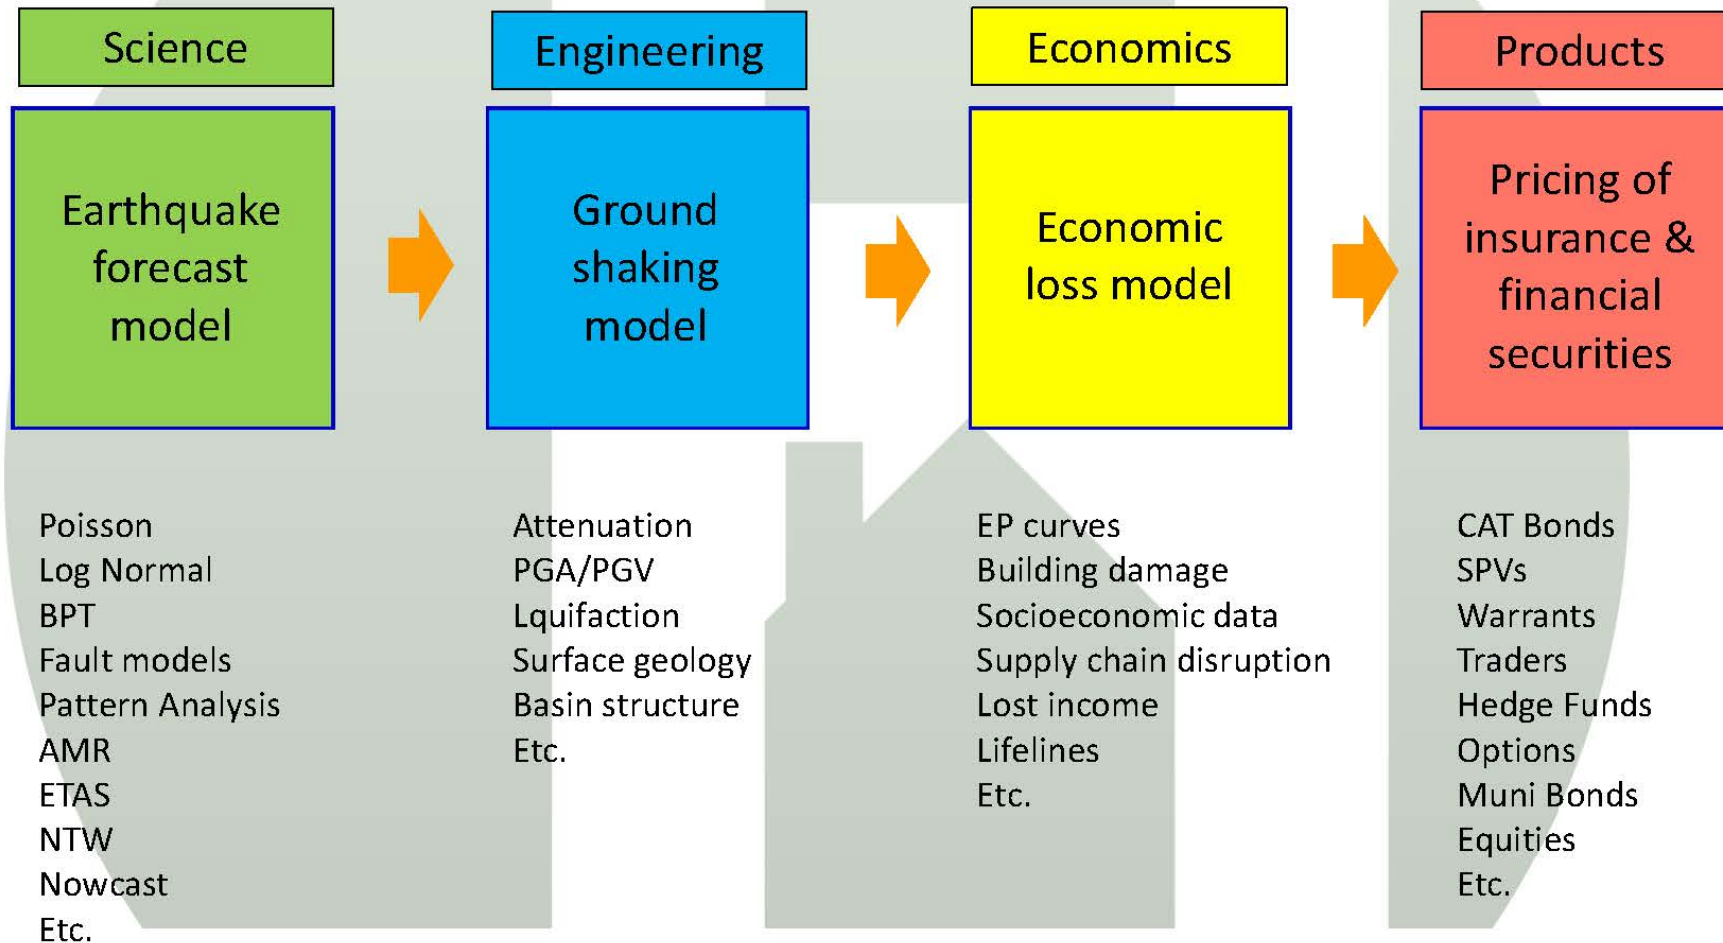 Science
Engineering
Economics
Products
Earthquake
forecast
model
Ground
shaking
model
Economic
loss model
Pricing of
insurance &
financial
securities
Poisson
Log Normal
BPT
Fault models
Pattern Analysis
AMR
ETAS
NTW
Nowcast
Etc.
Attenuation
PGA/PGV
Lquifaction
Surface geology
Basin structure
Etc.
EP curves
Building damage
Socioeconomic data
Supply chain disruption
Lost income
Lifelines
Etc.
CAT Bonds
SPVs
Warrants
Traders
Hedge Funds
Options
Muni Bonds
Equities
Etc.